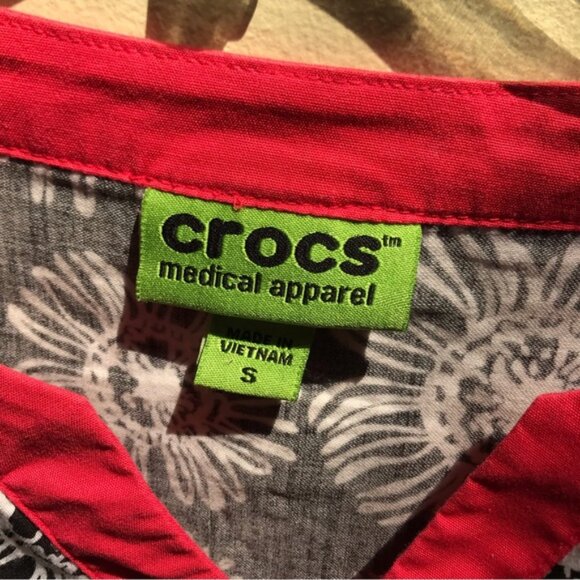 crocs™
medical apparel
MADE IN
VIETNAM
S